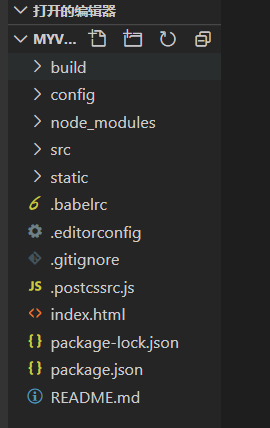 打开的编辑器
MYV...
build
config
node_modules
src
static
.babelrc
.editorconfig
.gitignore
JS .postcssrc.js
<> index.html
{} package-lock.json
{} package.json
README.md